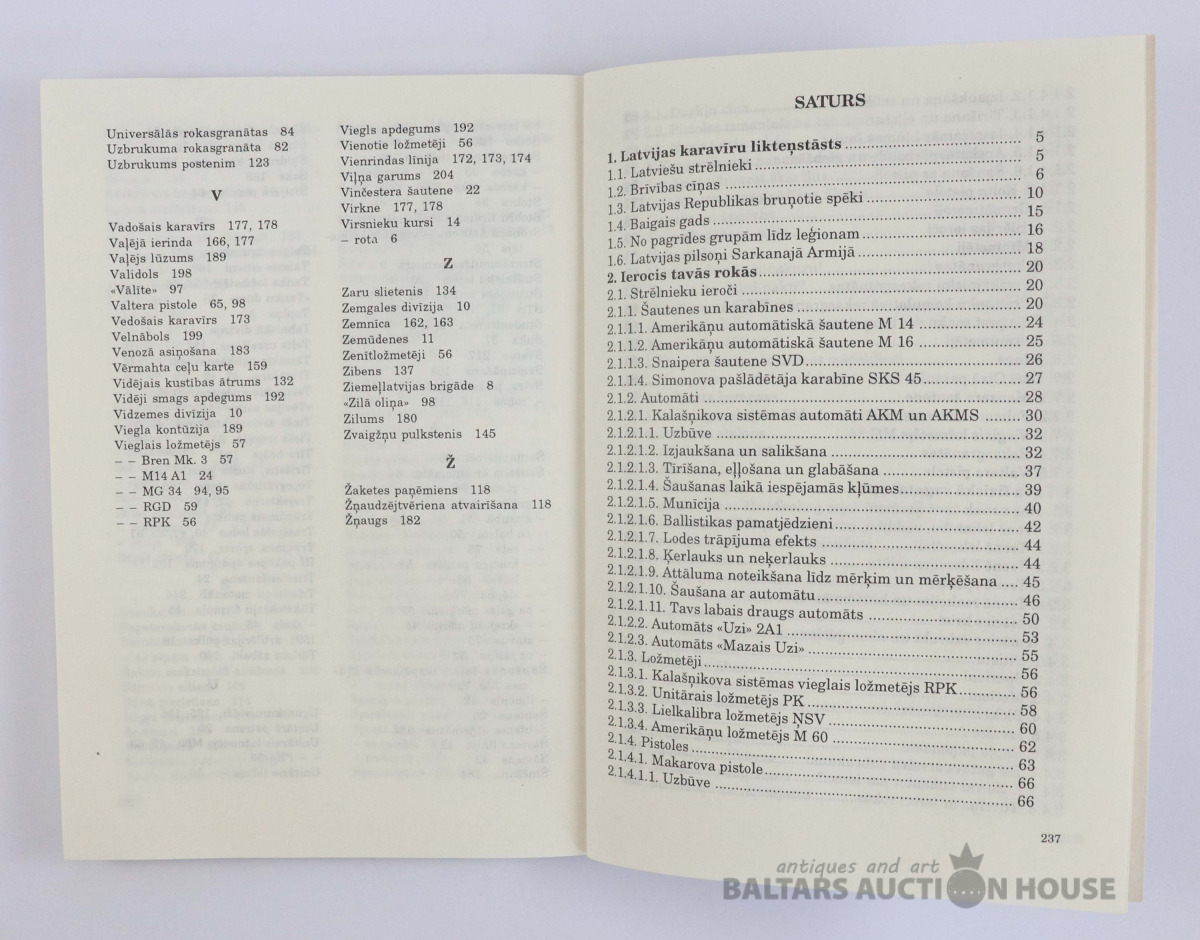 Universālās rokasgranātas 84
Uzbrukuma rokasgranāta 82
Uzbrukums postenim 123
V
Vadošais karavīrs 177, 178
Vaļējā ierinda 166, 177
Vaļējs lūzums 189
Validols 198
«Vālīte» 97
Valtera pistole 65, 98
Vedošais karavīrs 173
Velnābols 199
Venozā asiņošana 183
Vērmahta ceļu karte 159
Vidējais kustības ātrums 132
Vidēji smags apdegums 192
Vidzemes divīzija 10
Viegla kontūzija 189
Vieglais ložmetējs 57
– – Bren Mk. 3 57
– – M14 A1 24
– – MG 34 94, 95
– – RGD 59
– – RPK 56
Viegls apdegums 192
Vienotie ložmetēji 56
Vienrindas līnija 172, 173, 174
Viļņa garums 204
Vinčestera šautene 22
Virkne 177, 178
Virsnieku kursi 14
– rota 6
Z
Zaru slietenis 134
Zemgales divīzija 10
Zemnīca 162, 163
Zemūdenes 11
Zenītložmetēji 56
Zibens 137
Ziemeļlatvijas brigāde 8
«Zilā oliņa» 98
Zilums 180
Zvaigžņu pulkstenis 145
Ž
Žaketes paņēmiens 118
Žņaudzējtvēriena atvairīšana 118
Žņaugs 182
SATURS
1. Latvijas karavīru likteņstāsts ........ 5
1.1. Latviešu strēlnieki ........ 5
1.2. Brīvības cīņas ........ 6
1.3. Latvijas Republikas bruņotie spēki ........ 10
1.4. Baigais gads ........ 15
1.5. No pagrīdes grupām līdz leģionam ........ 16
1.6. Latvijas pilsoņi Sarkanajā Armijā ........ 18
2. Ierocis tavās rokās ........ 20
2.1. Strēlnieku ieroči ........ 20
2.1.1. Šautenes un karabīnes ........ 20
2.1.1.1. Amerikāņu automātiskā šautene M 14 ........ 24
2.1.1.2. Amerikāņu automātiskā šautene M 16 ........ 25
2.1.1.3. Snaipera šautene SVD ........ 26
2.1.1.4. Simonova pašlādētāja karabīne SKS 45 ........ 27
2.1.2. Automāti ........ 28
2.1.2.1. Kalašņikova sistēmas automāti AKM un AKMS ........ 30
2.1.2.1.1. Uzbūve ........ 32
2.1.2.1.2. Izjaukšana un salikšana ........ 32
2.1.2.1.3. Tīrīšana, eļļošana un glabāšana ........ 37
2.1.2.1.4. Šaušanas laikā iespējamās kļūmes ........ 39
2.1.2.1.5. Munīcija ........ 40
2.1.2.1.6. Ballistikas pamatjēdzieni ........ 42
2.1.2.1.7. Lodes trāpījuma efekts ........ 44
2.1.2.1.8. Ķerlauks un neķerlauks ........ 44
2.1.2.1.9. Attāluma noteikšana līdz mērķim un mērķēšana .... 45
2.1.2.1.10. Šaušana ar automātu ........ 46
2.1.2.1.11. Tavs labais draugs automāts ........ 50
2.1.2.2. Automāts «Uzi» 2A1 ........ 53
2.1.2.3. Automāts «Mazais Uzi» ........ 55
2.1.3. Ložmetēji ........ 56
2.1.3.1. Kalašņikova sistēmas vieglais ložmetējs RPK ........ 56
2.1.3.2. Unitārais ložmetējs PK ........ 58
2.1.3.3. Lielkalibra ložmetējs ŅSV ........ 60
2.1.3.4. Amerikāņu ložmetējs M 60 ........ 62
2.1.4. Pistoles ........ 63
2.1.4.1. Makarova pistole ........ 66
2.1.4.1.1. Uzbūve ........ 66
237
antiques and art
BALTARS AUCTION HOUSE